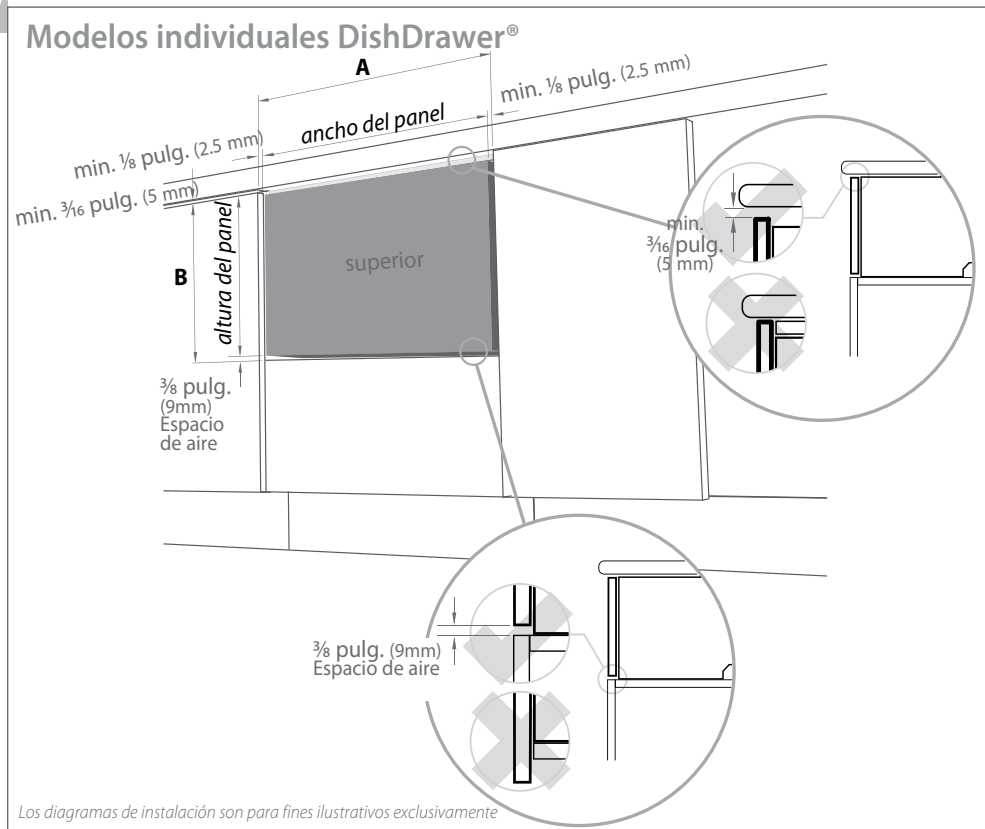 Modelos individuales DishDrawer®
A
min. ⅛ pulg. (2.5 mm)
ancho del panel
min. ⅛ pulg. (2.5 mm)
min. 3⁄16 pulg. (5 mm)
B
altura del panel
superior
min.
3⁄16 pulg.
(5 mm)
⅜ pulg.
(9mm)
Espacio
de aire
⅜ pulg. (9mm)
Espacio de aire
Los diagramas de instalación son para fines ilustrativos exclusivamente